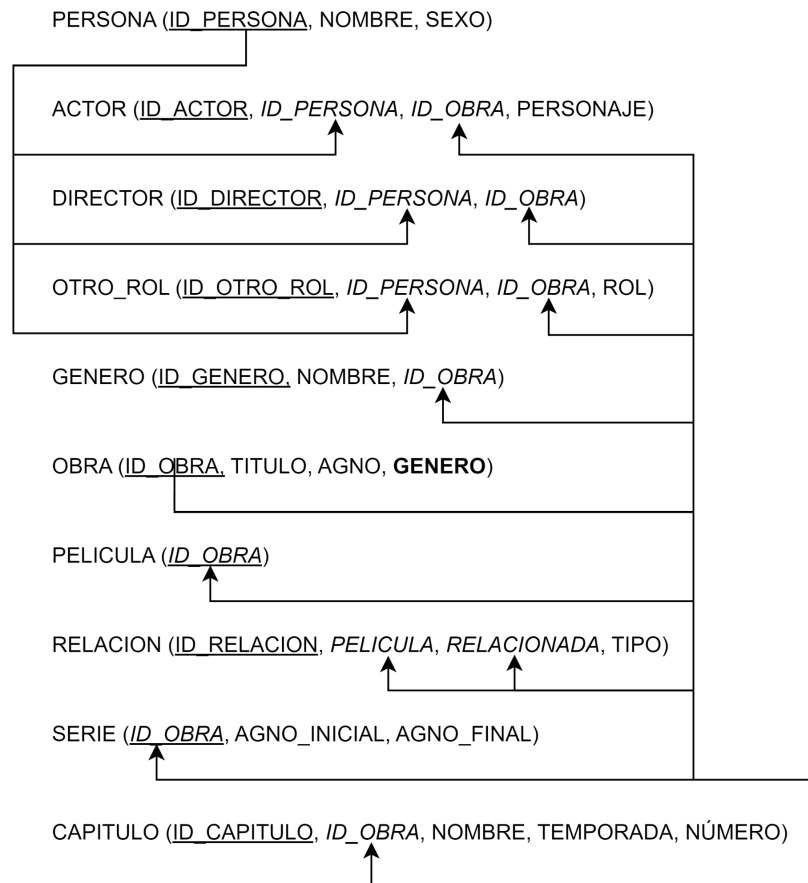 PERSONA (ID_PERSONA, NOMBRE, SEXO)
ACTOR (ID_ACTOR, ID_PERSONA, ID_OBRA, PERSONAJE)
DIRECTOR (ID_DIRECTOR, ID_PERSONA, ID_OBRA)
OTRO_ROL (ID_OTRO_ROL, ID_PERSONA, ID_OBRA, ROL)
GENERO (ID_GENERO, NOMBRE, ID_OBRA)
OBRA (ID_OBRA, TITULO, AGNO, GENERO)
PELICULA (ID_OBRA)
RELACION (ID_RELACION, PELICULA, RELACIONADA, TIPO)
SERIE (ID_OBRA, AGNO_INICIAL, AGNO_FINAL)
CAPITULO (ID_CAPITULO, ID_OBRA, NOMBRE, TEMPORADA, NÚMERO)